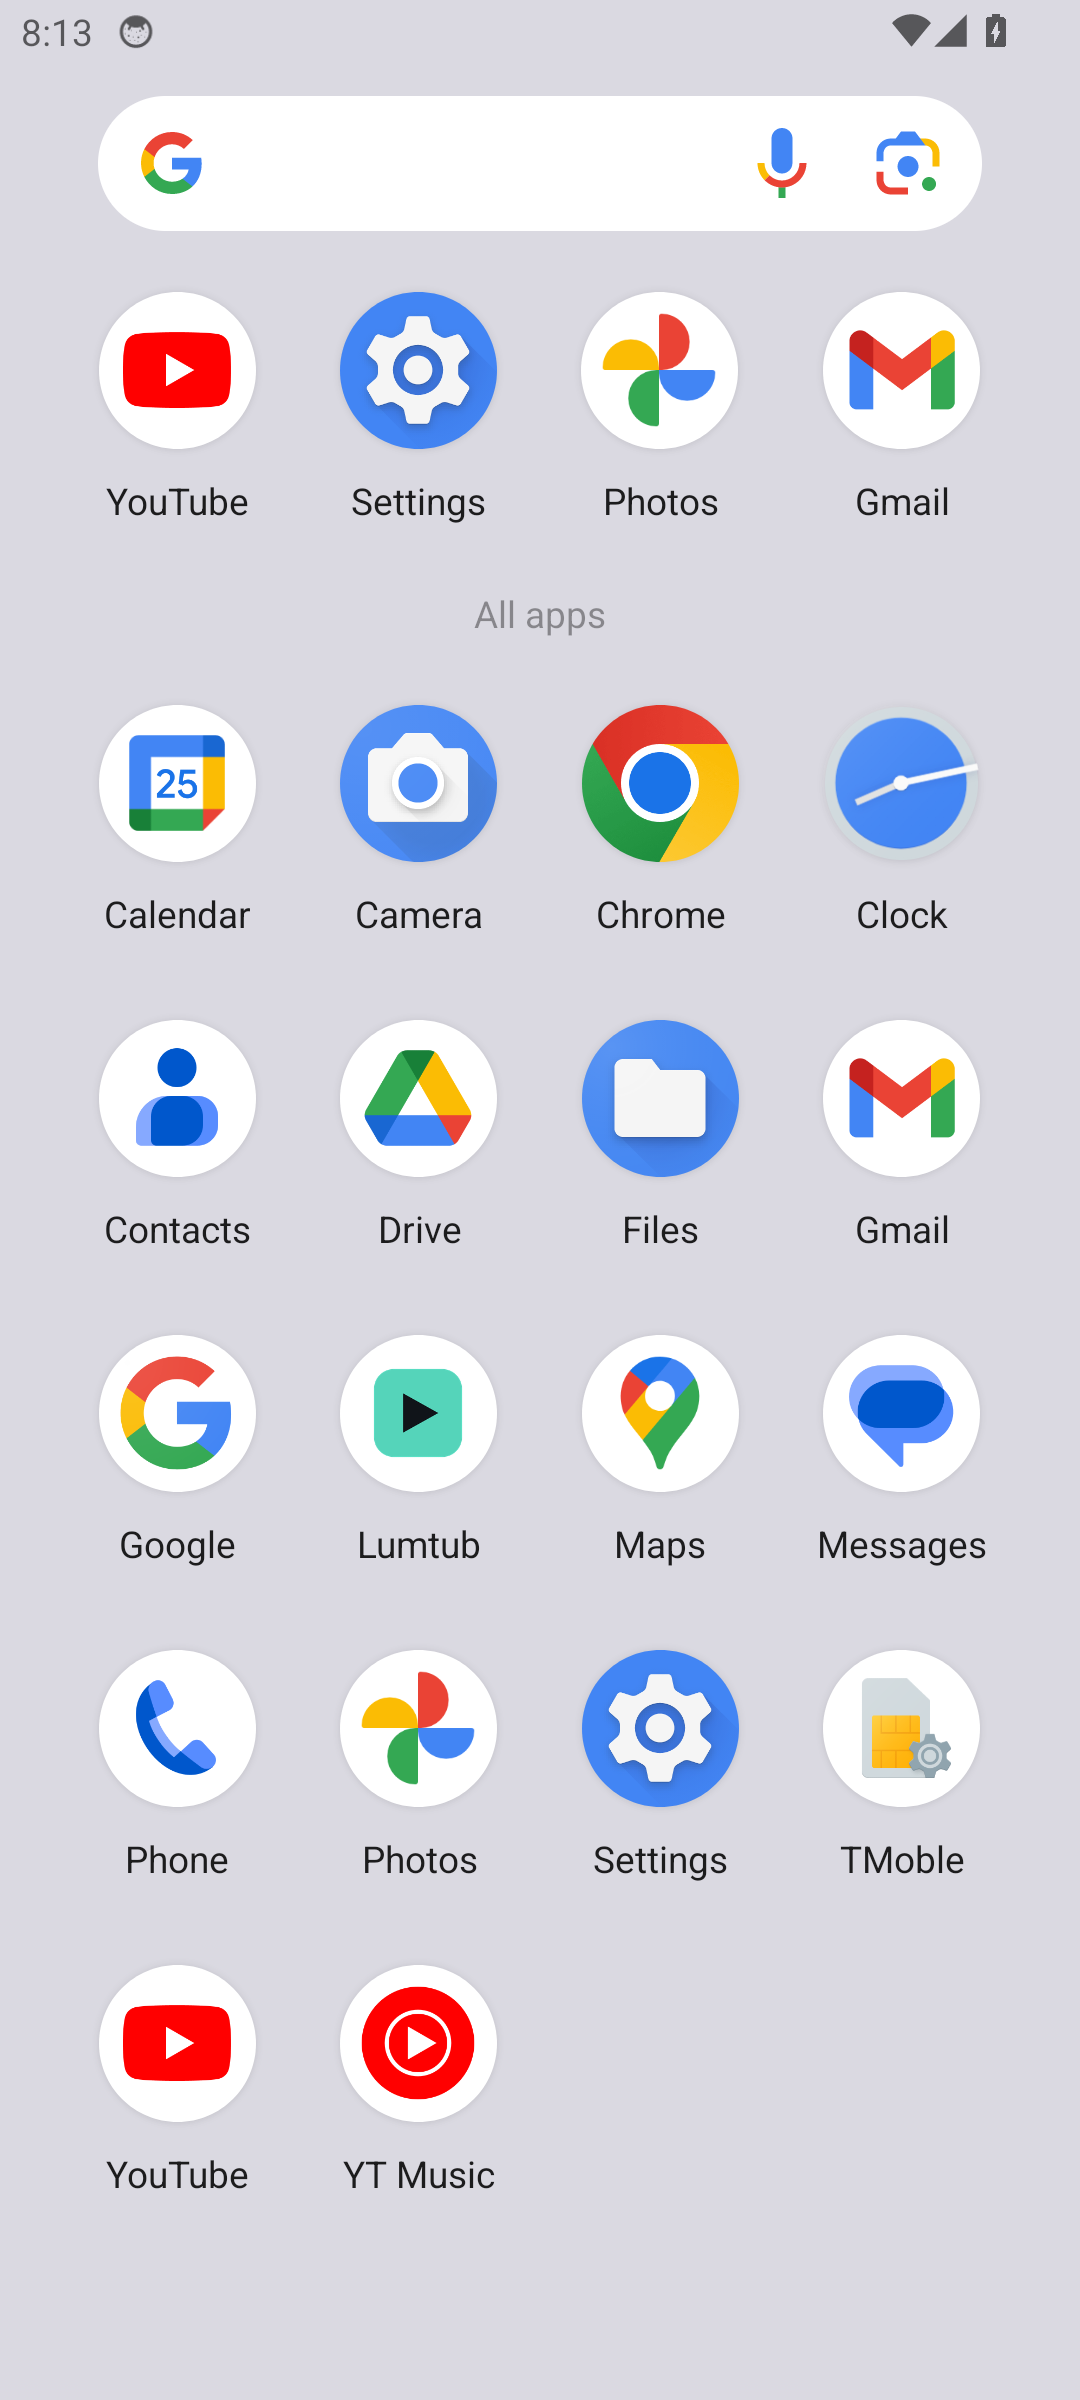 8:13
YouTube Settings Photos Gmail
All apps
25
Calendar Camera Chrome Clock
Contacts Drive Files Gmail
Google Lumtub Maps Messages
Phone Photos Settings TMoble
YouTube YT Music